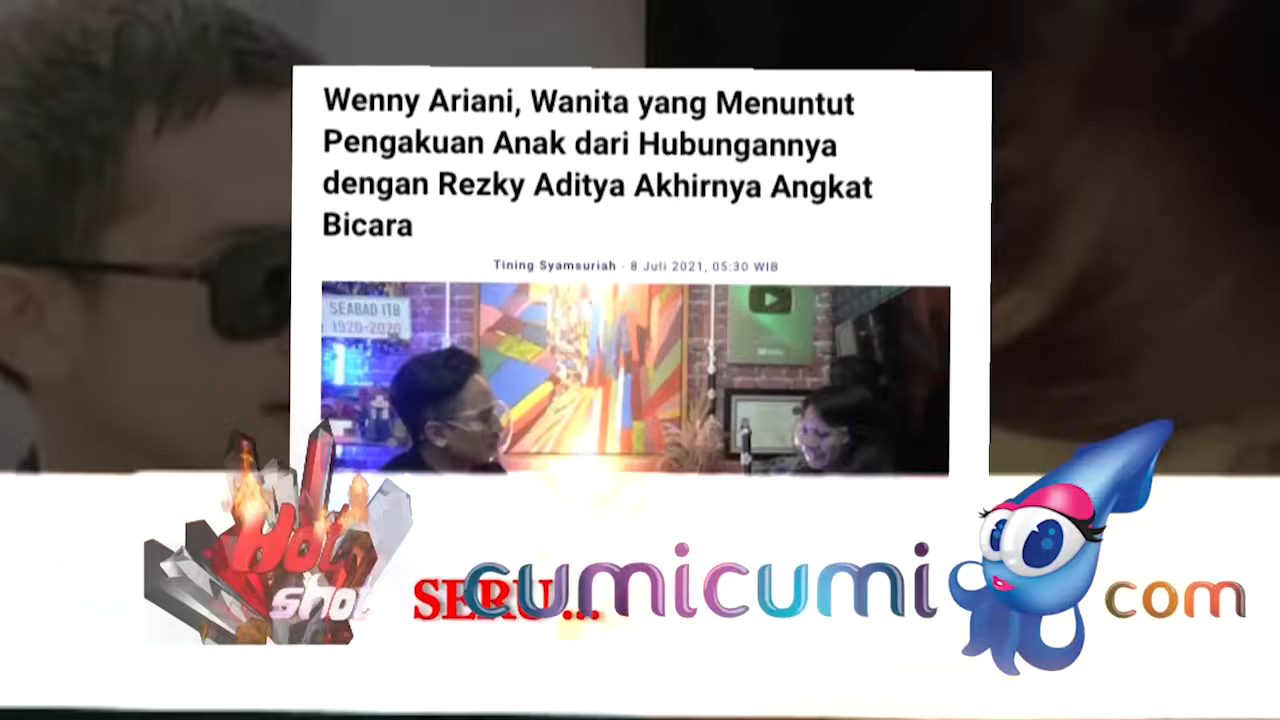 Wenny Ariani, Wanita yang Menuntut
Pengakuan Anak dari Hubungannya
dengan Rezky Aditya Akhirnya Angkat
Bicara
Tining Syamsuriah - 8 Juli 2021, 05:30 WIB
SEABAD ITB
1920-2020
Hot
shot
SERU...
cumicumi
com